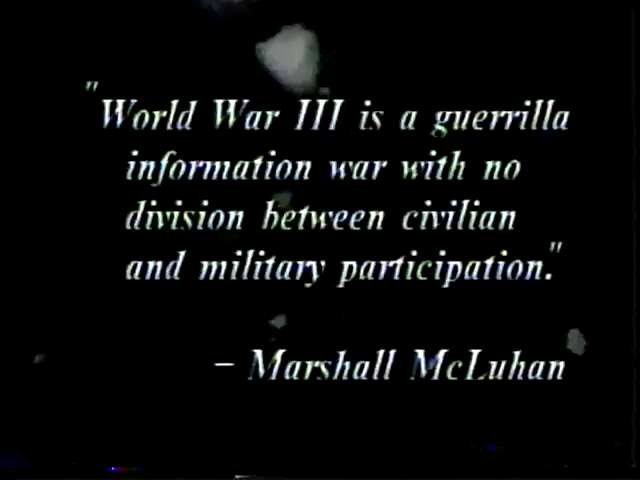 "World War III is a guerrilla
information war with no
division between civilian
and military participation."
– Marshall McLuhan